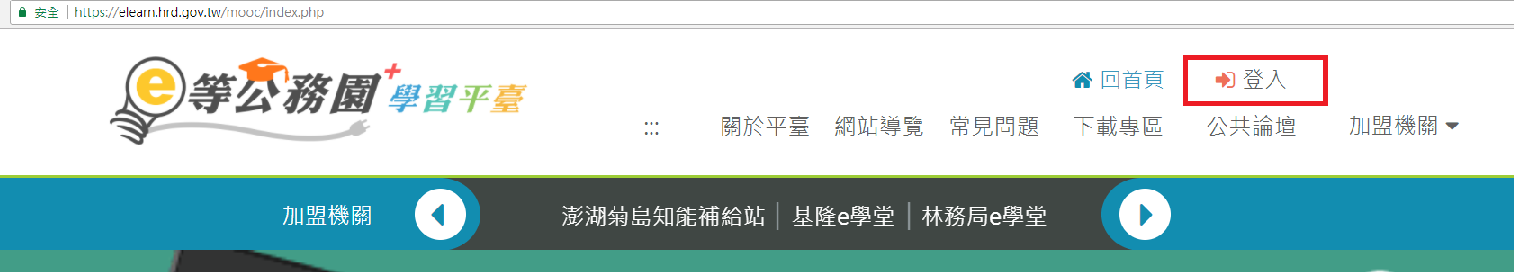 安全 https://elearn.hrd.gov.tw/mooc/index.php
e等公務園+學習平臺
回首頁 登入
::: 關於平臺 網站導覽 常見問題 下載專區 公共論壇 加盟機關
加盟機關 澎湖菊島知能補給站 基隆e學堂 林務局e學堂